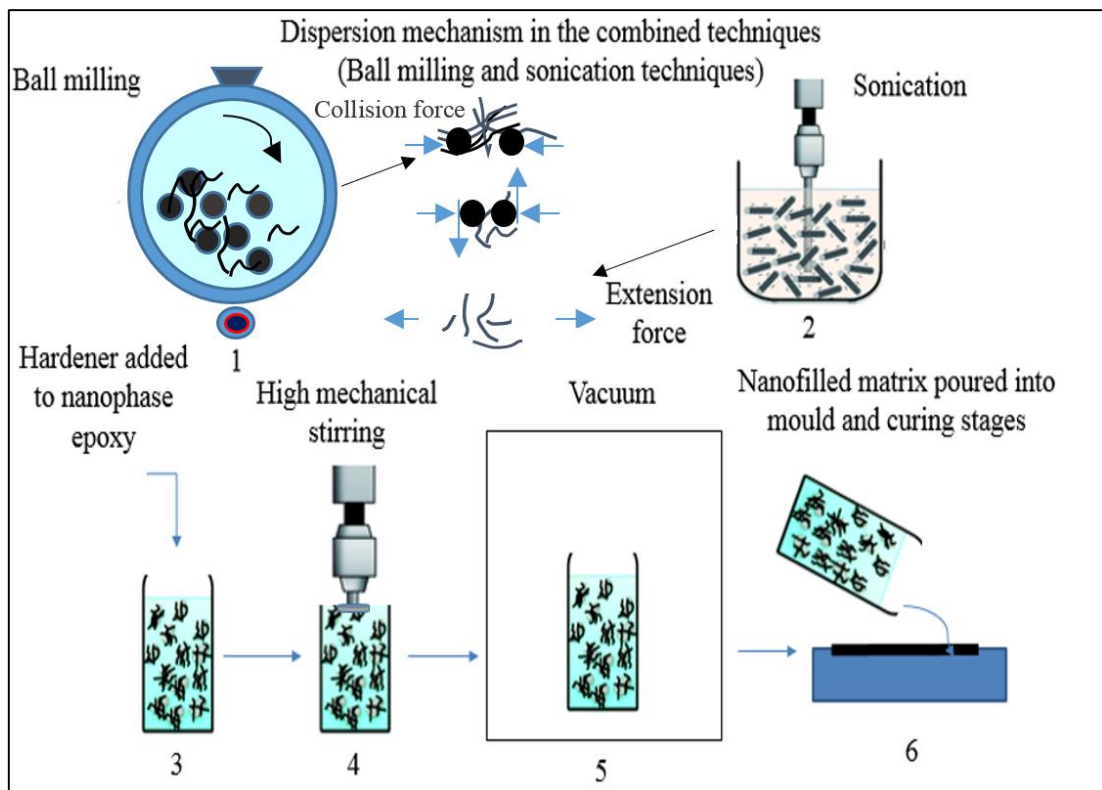 Dispersion mechanism in the combined techniques
(Ball milling and sonication techniques)
Ball milling
Collision force
Sonication
Extension
force
1
2
Hardener added
to nanophase
epoxy
High mechanical
stirring
Vacuum
Nanofilled matrix poured into
mould and curing stages
3
4
5
6